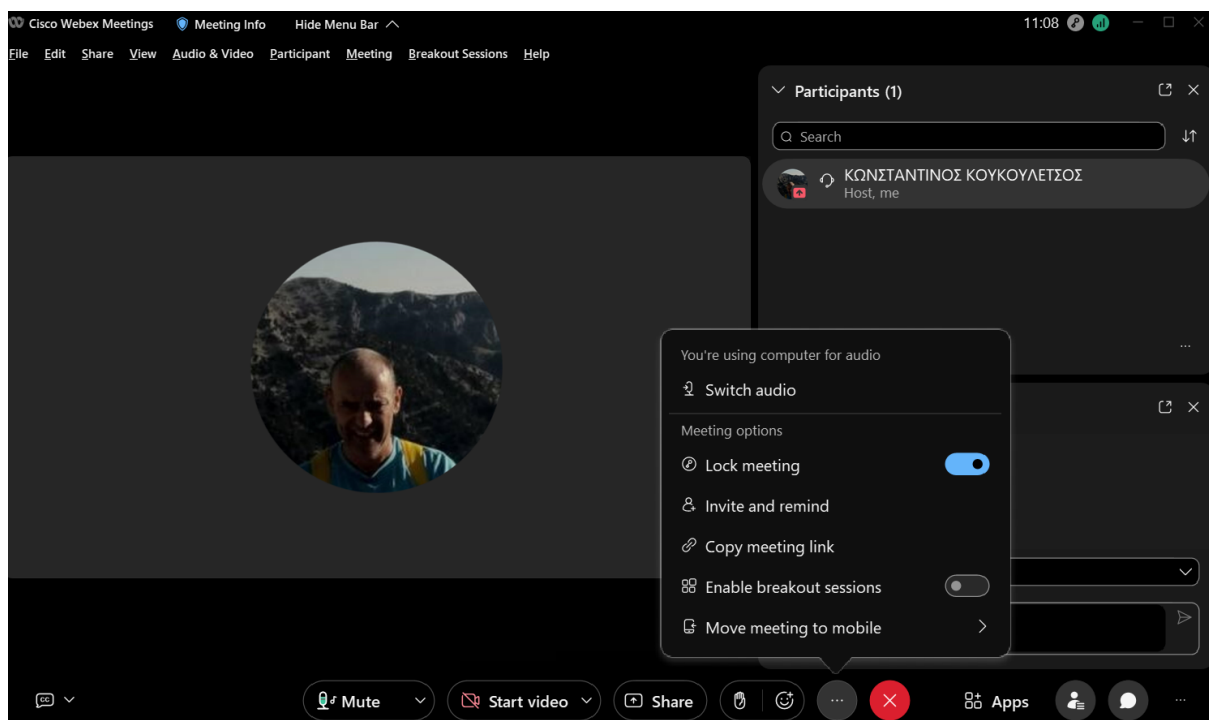 Cisco Webex Meetings Meeting Info Hide Menu Bar 11:08
File Edit Share View Audio & Video Participant Meeting Breakout Sessions Help
Participants (1)
Search
ΚΩΝΣΤΑΝΤΙΝΟΣ ΚΟΥΚΟΥΛΕΤΣΟΣ
Host, me
You're using computer for audio
Switch audio
Meeting options
Lock meeting
Invite and remind
Copy meeting link
Enable breakout sessions
Move meeting to mobile
CC Mute Start video Share Apps